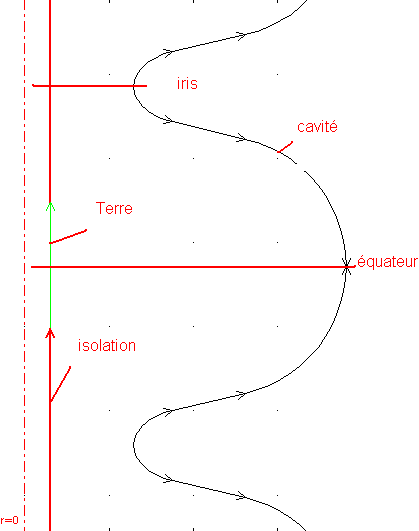 iris
cavité
Terre
équateur
isolation
r=0